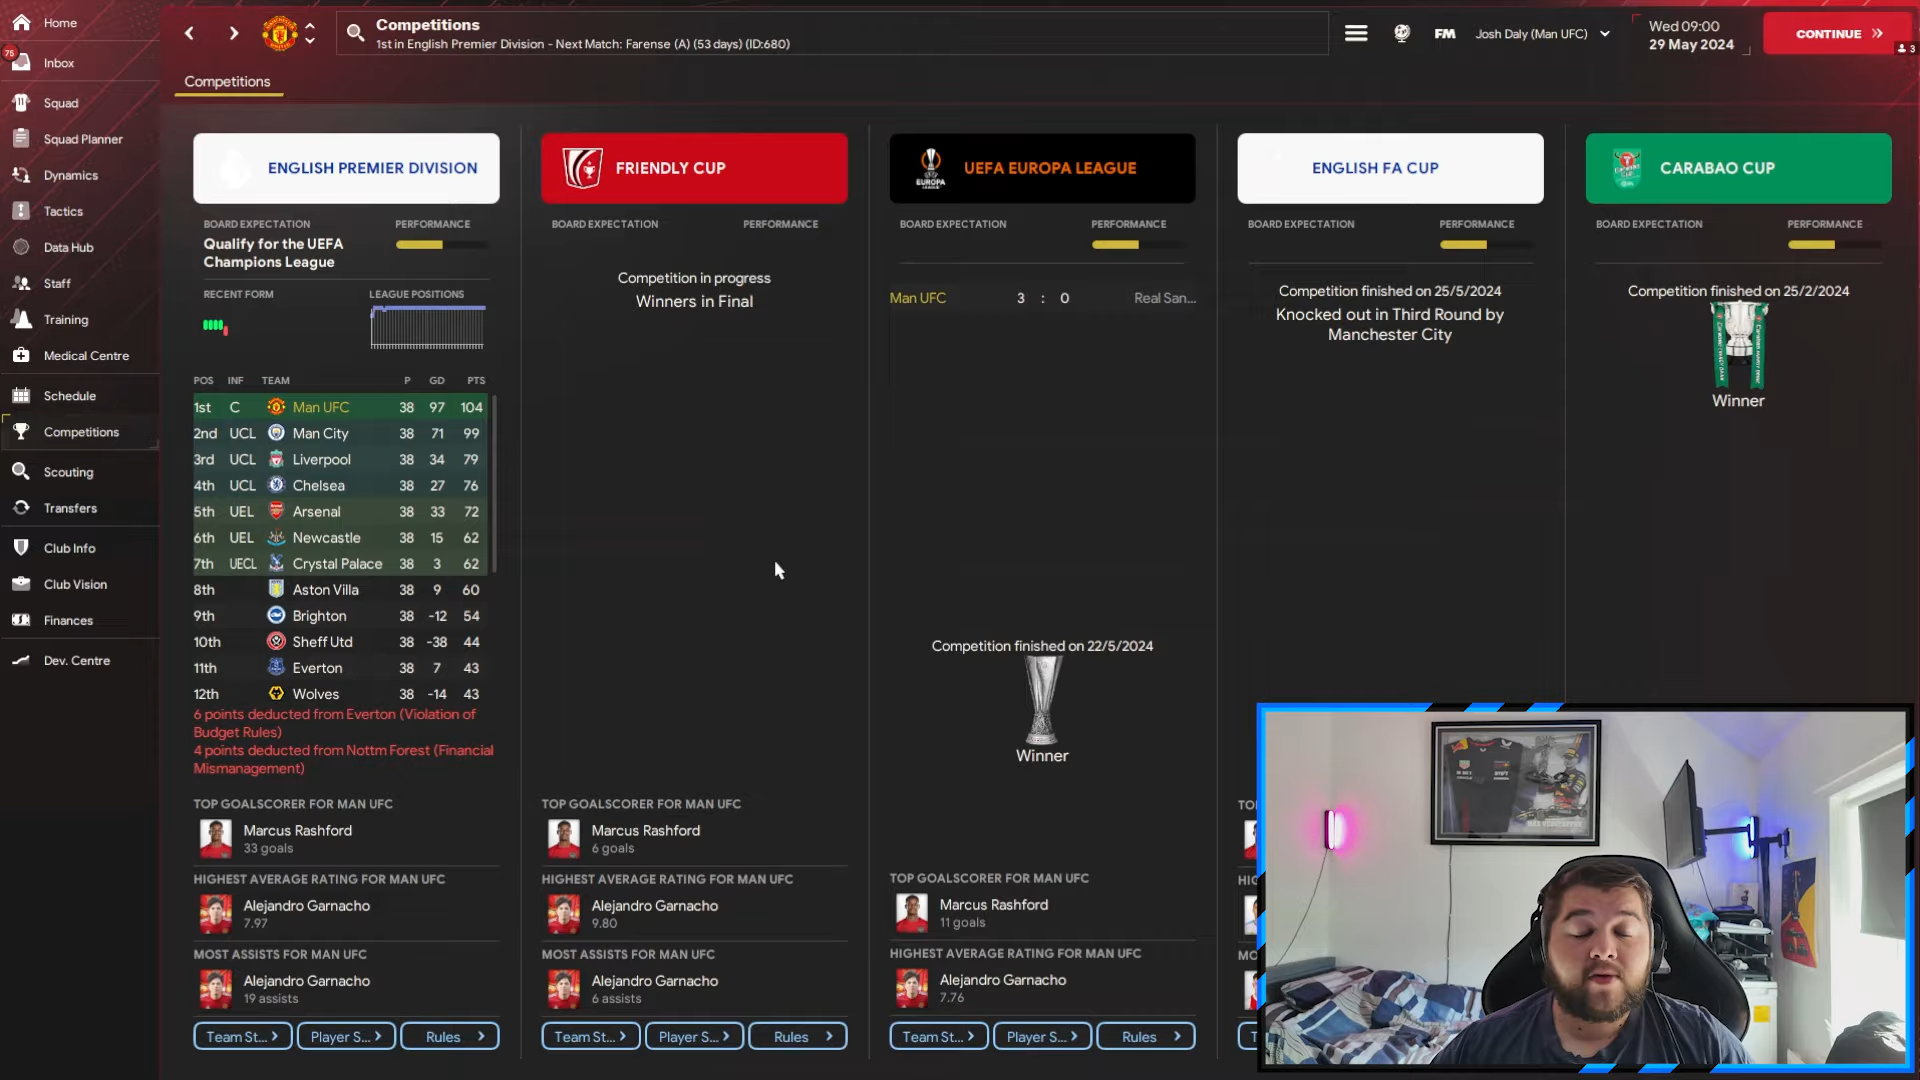 Home
75
Inbox
Squad
Squad Planner
Dynamics
Tactics
Data Hub
Staff
Training
Medical Centre
Schedule
Competitions
Scouting
Transfers
Club Info
Club Vision
Finances
Dev. Centre
Competitions
1st in English Premier Division - Next Match: Farense (A) (53 days) (ID:680)
FM
Josh Daly (Man UFC)
Wed 09:00
29 May 2024
CONTINUE
3
Competitions
ENGLISH PREMIER DIVISION
BOARD EXPECTATION PERFORMANCE
Qualify for the UEFA
Champions League
RECENT FORM LEAGUE POSITIONS
POS INF TEAM P GD PTS
1st C Man UFC 38 97 104
2nd UCL Man City 38 71 99
3rd UCL Liverpool 38 34 79
4th UCL Chelsea 38 27 76
5th UEL Arsenal 38 33 72
6th UEL Newcastle 38 15 62
7th UECL Crystal Palace 38 3 62
8th Aston Villa 38 9 60
9th Brighton 38 -12 54
10th Sheff Utd 38 -38 44
11th Everton 38 7 43
12th Wolves 38 -14 43
6 points deducted from Everton (Violation of
Budget Rules)
4 points deducted from Nottm Forest (Financial
Mismanagement)
TOP GOALSCORER FOR MAN UFC
Marcus Rashford
33 goals
HIGHEST AVERAGE RATING FOR MAN UFC
Alejandro Garnacho
7.97
MOST ASSISTS FOR MAN UFC
Alejandro Garnacho
19 assists
Team St... Player S... Rules
FRIENDLY CUP
BOARD EXPECTATION PERFORMANCE
Competition in progress
Winners in Final
TOP GOALSCORER FOR MAN UFC
Marcus Rashford
6 goals
HIGHEST AVERAGE RATING FOR MAN UFC
Alejandro Garnacho
9.80
MOST ASSISTS FOR MAN UFC
Alejandro Garnacho
6 assists
Team St... Player S... Rules
EUROPA
UEFA EUROPA LEAGUE
BOARD EXPECTATION PERFORMANCE
Man UFC 3 : 0 Real San...
Competition finished on 22/5/2024
Winner
TOP GOALSCORER FOR MAN UFC
Marcus Rashford
11 goals
HIGHEST AVERAGE RATING FOR MAN UFC
Alejandro Garnacho
7.76
Team St... Player S... Rules
ENGLISH FA CUP
BOARD EXPECTATION PERFORMANCE
Competition finished on 25/5/2024
Knocked out in Third Round by
Manchester City
TO
HIG
MO
T
CARABAO CUP
BOARD EXPECTATION PERFORMANCE
Competition finished on 25/2/2024
Winner